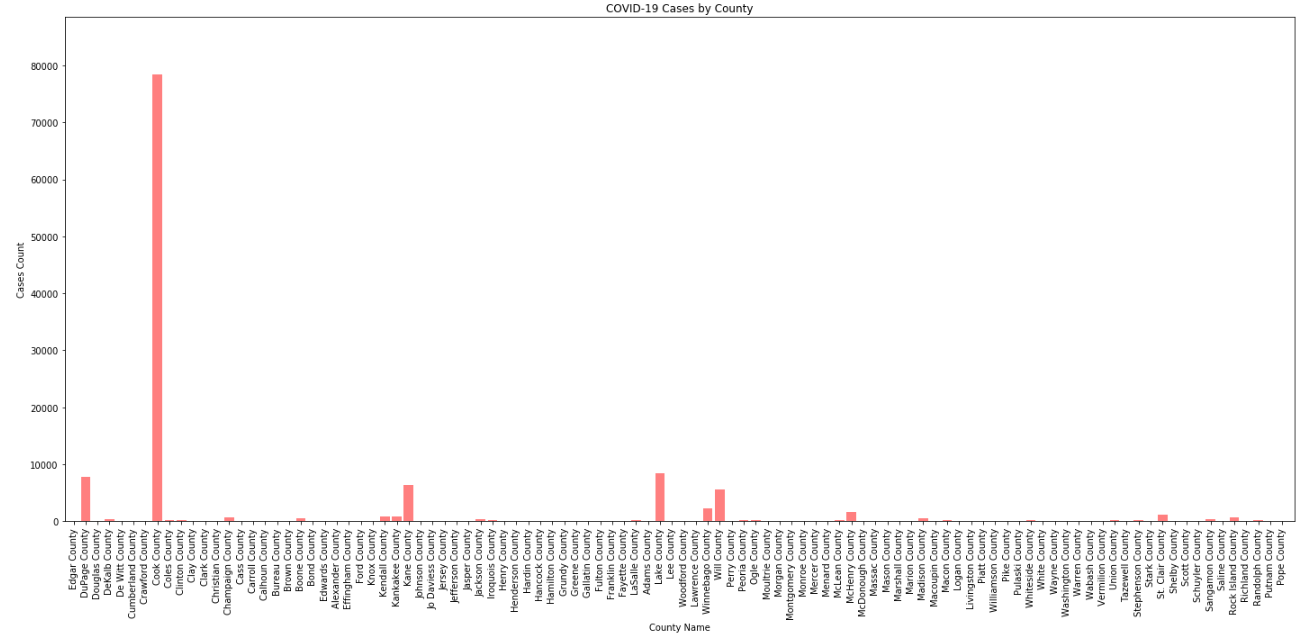 COVID-19 Cases by County
80000
70000
60000
50000
40000
30000
20000
10000
0
Cases Count
Edgar County
DuPage County
Douglas County
DeKalb County
De Witt County
Cumberland County
Crawford County
Cook County
Coles County
Clinton County
Clay County
Clark County
Christian County
Champaign County
Cass County
Carroll County
Calhoun County
Bureau County
Brown County
Boone County
Bond County
Edwards County
Alexander County
Effingham County
Ford County
Knox County
Kendall County
Kankakee County
Kane County
Johnson County
Jo Daviess County
Jersey County
Jefferson County
Jasper County
Jackson County
Iroquois County
Henry County
Henderson County
Hardin County
Hancock County
Hamilton County
Grundy County
Greene County
Gallatin County
Fulton County
Franklin County
Fayette County
LaSalle County
Adams County
Lake County
Lee County
Woodford County
Lawrence County
Winnebago County
Will County
Perry County
Peoria County
Ogle County
Moultrie County
Morgan County
Montgomery County
Monroe County
Mercer County
Menard County
McLean County
McHenry County
McDonough County
Massac County
Mason County
Marshall County
Marion County
Madison County
Macoupin County
Macon County
Logan County
Livingston County
Piatt County
Williamson County
Pike County
Pulaski County
Whiteside County
White County
Wayne County
Washington County
Warren County
Wabash County
Vermilion County
Union County
Tazewell County
Stephenson County
Stark County
St. Clair County
Shelby County
Scott County
Schuyler County
Sangamon County
Saline County
Rock Island County
Richland County
Randolph County
Putnam County
Pope County
County Name